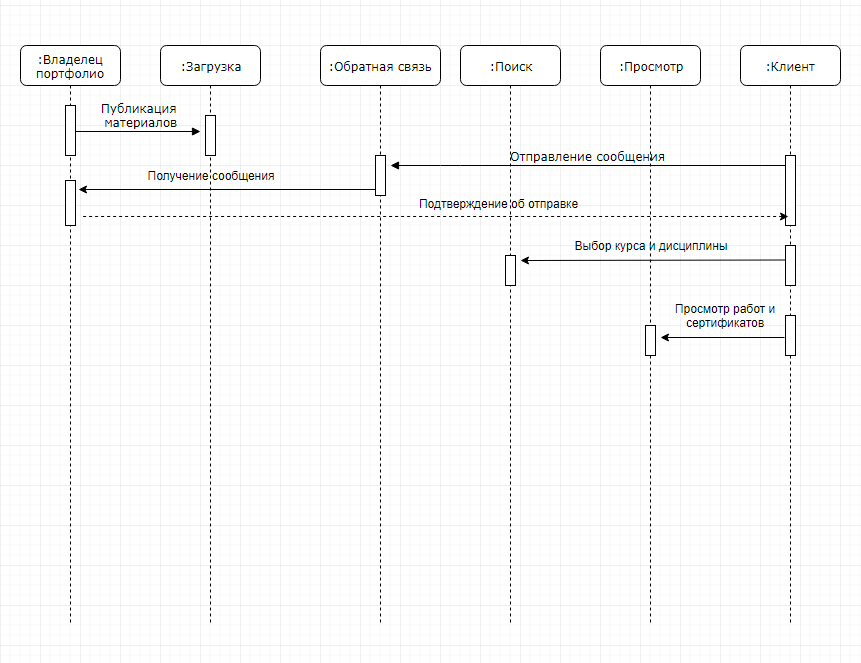 :Владелец
портфолио
:Загрузка
:Обратная связь
:Поиск
:Просмотр
:Клиент
Публикация
материалов
Отправление сообщения
Получение сообщения
Подтверждение об отправке
Выбор курса и дисциплины
Просмотр работ и
сертификатов